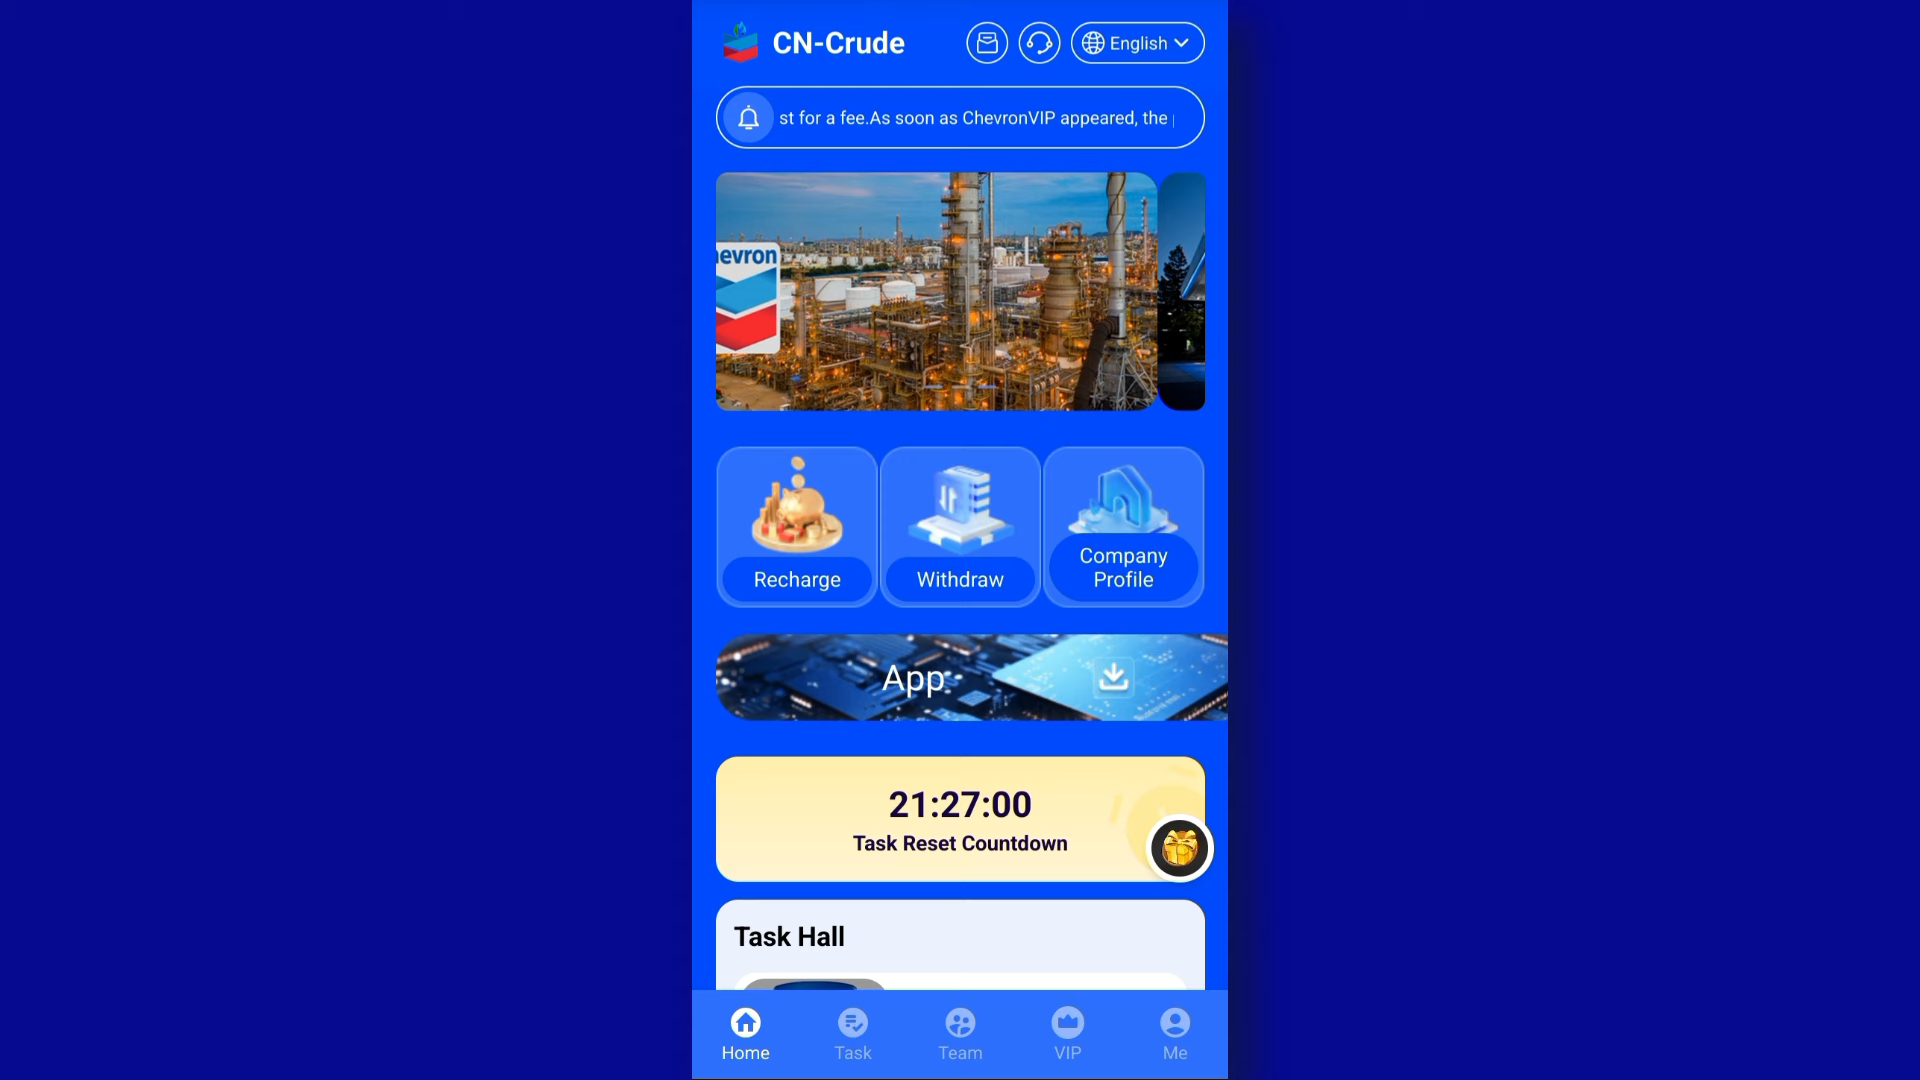 CN-Crude
English
st for a fee.As soon as ChevronVIP appeared, the
evron
Recharge
Withdraw
Company
Profile
App
21:27:00
Task Reset Countdown
Task Hall
Home
Task
Team
VIP
Me